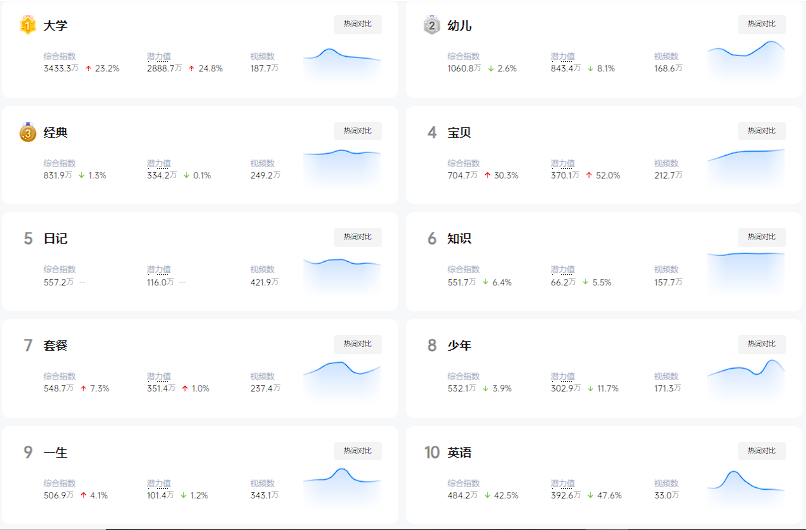 1 大学 热词对比
综合指数 潜力值 视频数
3433.3万 ↑ 23.2% 2888.7万 ↑ 24.8% 187.7万
2 幼儿 热词对比
综合指数 潜力值 视频数
1060.8万 ↓ 2.6% 843.4万 ↓ 8.1% 168.6万
3 经典 热词对比
综合指数 潜力值 视频数
831.9万 ↓ 1.3% 334.2万 ↓ 0.1% 249.2万
4 宝贝 热词对比
综合指数 潜力值 视频数
704.7万 ↑ 30.3% 370.1万 ↑ 52.0% 212.7万
5 日记 热词对比
综合指数 潜力值 视频数
557.2万 — 116.0万 — 421.9万
6 知识 热词对比
综合指数 潜力值 视频数
551.7万 ↓ 6.4% 66.2万 ↓ 5.5% 157.7万
7 套餐 热词对比
综合指数 潜力值 视频数
548.7万 ↑ 7.3% 351.4万 ↑ 1.0% 237.4万
8 少年 热词对比
综合指数 潜力值 视频数
532.1万 ↓ 3.9% 302.9万 ↓ 11.7% 171.3万
9 一生 热词对比
综合指数 潜力值 视频数
506.9万 ↑ 4.1% 101.4万 ↓ 1.2% 343.1万
10 英语 热词对比
综合指数 潜力值 视频数
484.2万 ↓ 42.5% 392.6万 ↓ 47.6% 33.0万